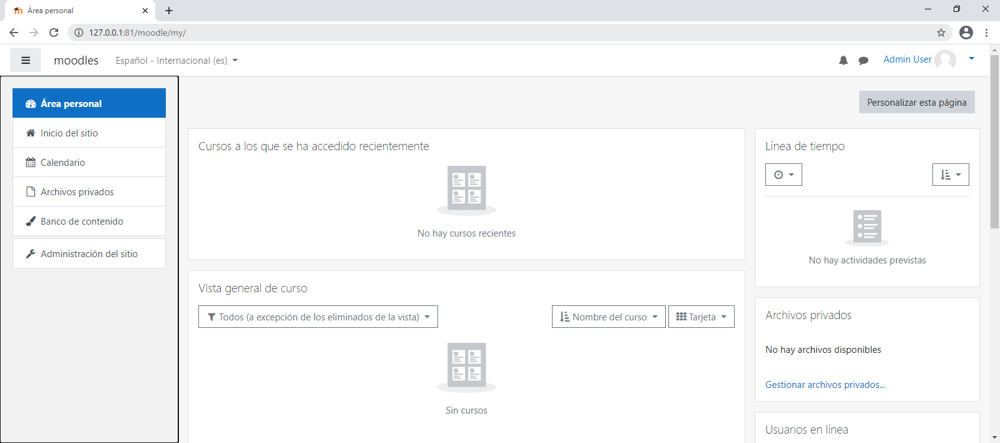 Área personal
127.0.0.1:81/moodle/my/
moodles
Español - Internacional (es)
Admin User
Área personal
Inicio del sitio
Calendario
Archivos privados
Banco de contenido
Administración del sitio
Personalizar esta página
Cursos a los que se ha accedido recientemente
No hay cursos recientes
Vista general de curso
Todos (a excepción de los eliminados de la vista)
Nombre del curso
Tarjeta
Sin cursos
Línea de tiempo
No hay actividades previstas
Archivos privados
No hay archivos disponibles
Gestionar archivos privados...
Usuarios en línea